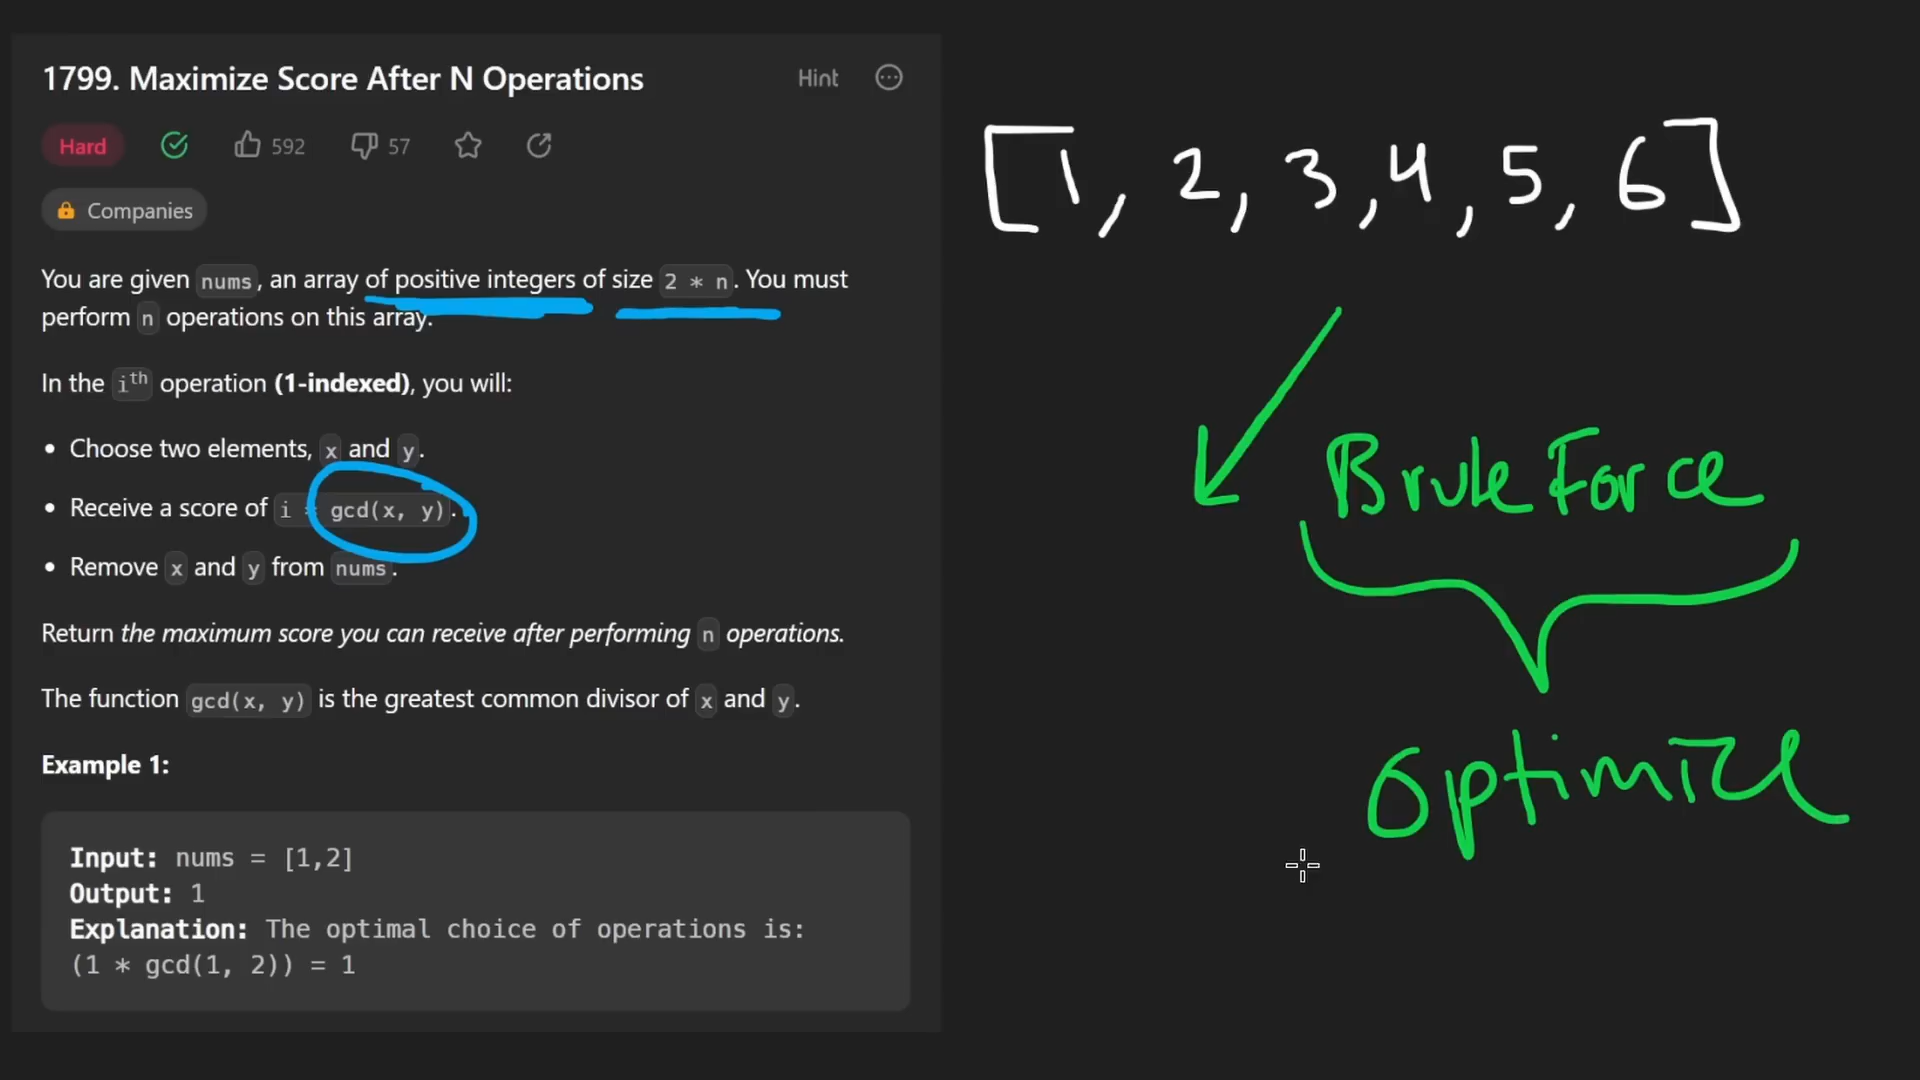 1799. Maximize Score After N Operations
Hint
Hard
592
57
Companies
You are given nums, an array of positive integers of size 2 * n. You must
perform n operations on this array.
In the ith operation (1-indexed), you will:
• Choose two elements, x and y.
• Receive a score of i * gcd(x, y).
• Remove x and y from nums.
Return the maximum score you can receive after performing n operations.
The function gcd(x, y) is the greatest common divisor of x and y.
Example 1:
Input: nums = [1,2]
Output: 1
Explanation: The optimal choice of operations is:
(1 * gcd(1, 2)) = 1
[1, 2, 3, 4, 5, 6]
Brute Force
Optimize